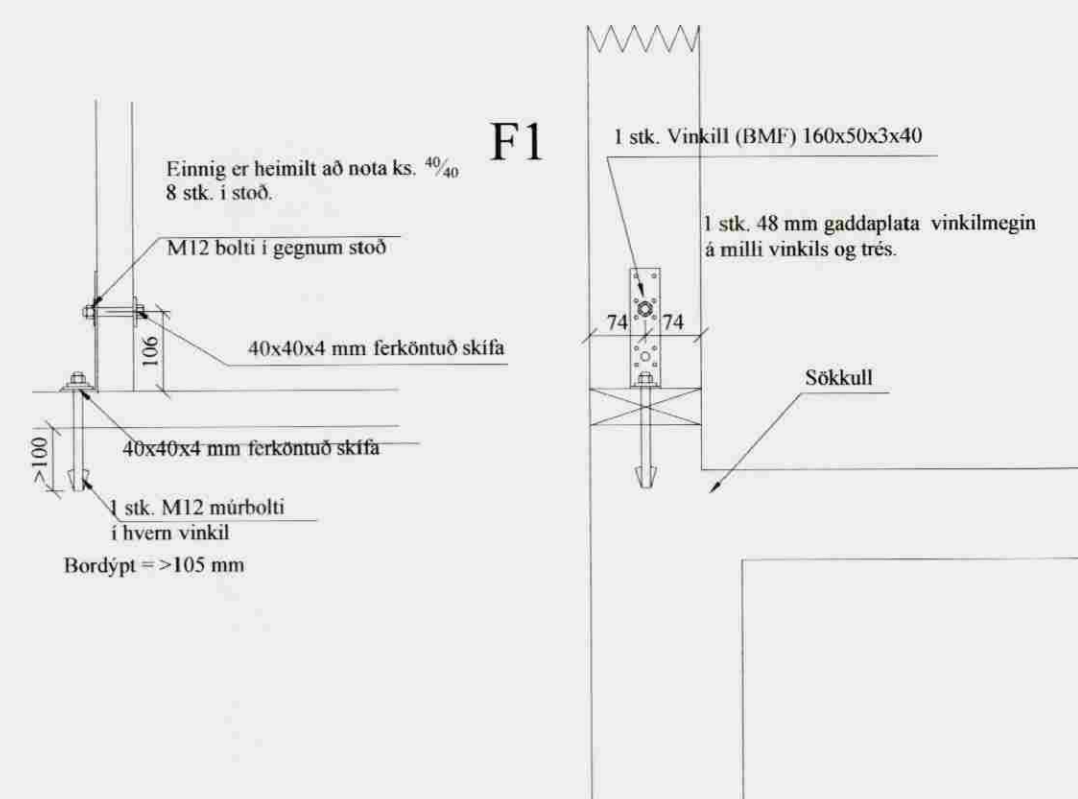 F1
Einnig er heimilt að nota ks. 40/40
8 stk. í stoð.
M12 bolti í gegnum stoð
106
40x40x4 mm ferköntuð skífa
>100
40x40x4 mm ferköntuð skífa
1 stk. M12 múrbolti
í hvern vinkil
Bordýpt = >105 mm
1 stk. Vinkill (BMF) 160x50x3x40
1 stk. 48 mm gaddaplata vinkilmegin
á milli vinkils og trés.
74 74
Sökkull